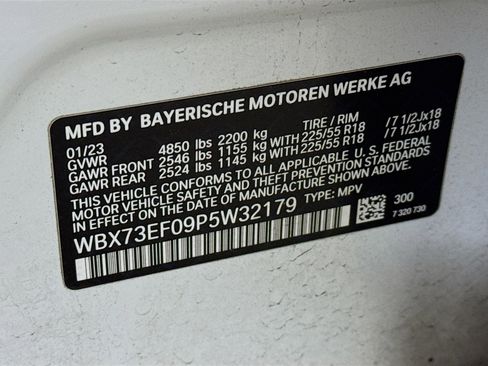 MFD BY BAYERISCHE MOTOREN WERKE AG
01/23 TIRE / RIM
GVWR 4850 lbs 2200 kg
GAWR FRONT 2546 lbs 1155 kg WITH 225/55 R18 /7 1/2Jx18
GAWR REAR 2524 lbs 1145 kg WITH 225/55 R18 /7 1/2Jx18
THIS VEHICLE CONFORMS TO ALL APPLICABLE U. S. FEDERAL
MOTOR VEHICLE SAFETY AND THEFT PREVENTION STANDARDS
IN EFFECT ON THE DATE OF MANUFACTURE SHOWN ABOVE.
WBX73EF09P5W32179 TYPE: MPV
300
7 320 730